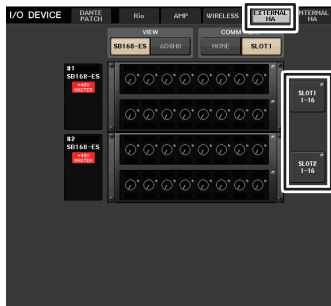 I/O DEVICE
DANTE PATCH
Rio
AMP
WIRELESS
EXTERNAL HA
INTERNAL HA
VIEW
SB168-ES
AD8HR
COMM PORT
NONE
SLOT1
#1
SB168-ES
+48V
MASTER
SLOT1
1-16
#2
SB168-ES
+48V
MASTER
SLOT2
1-16